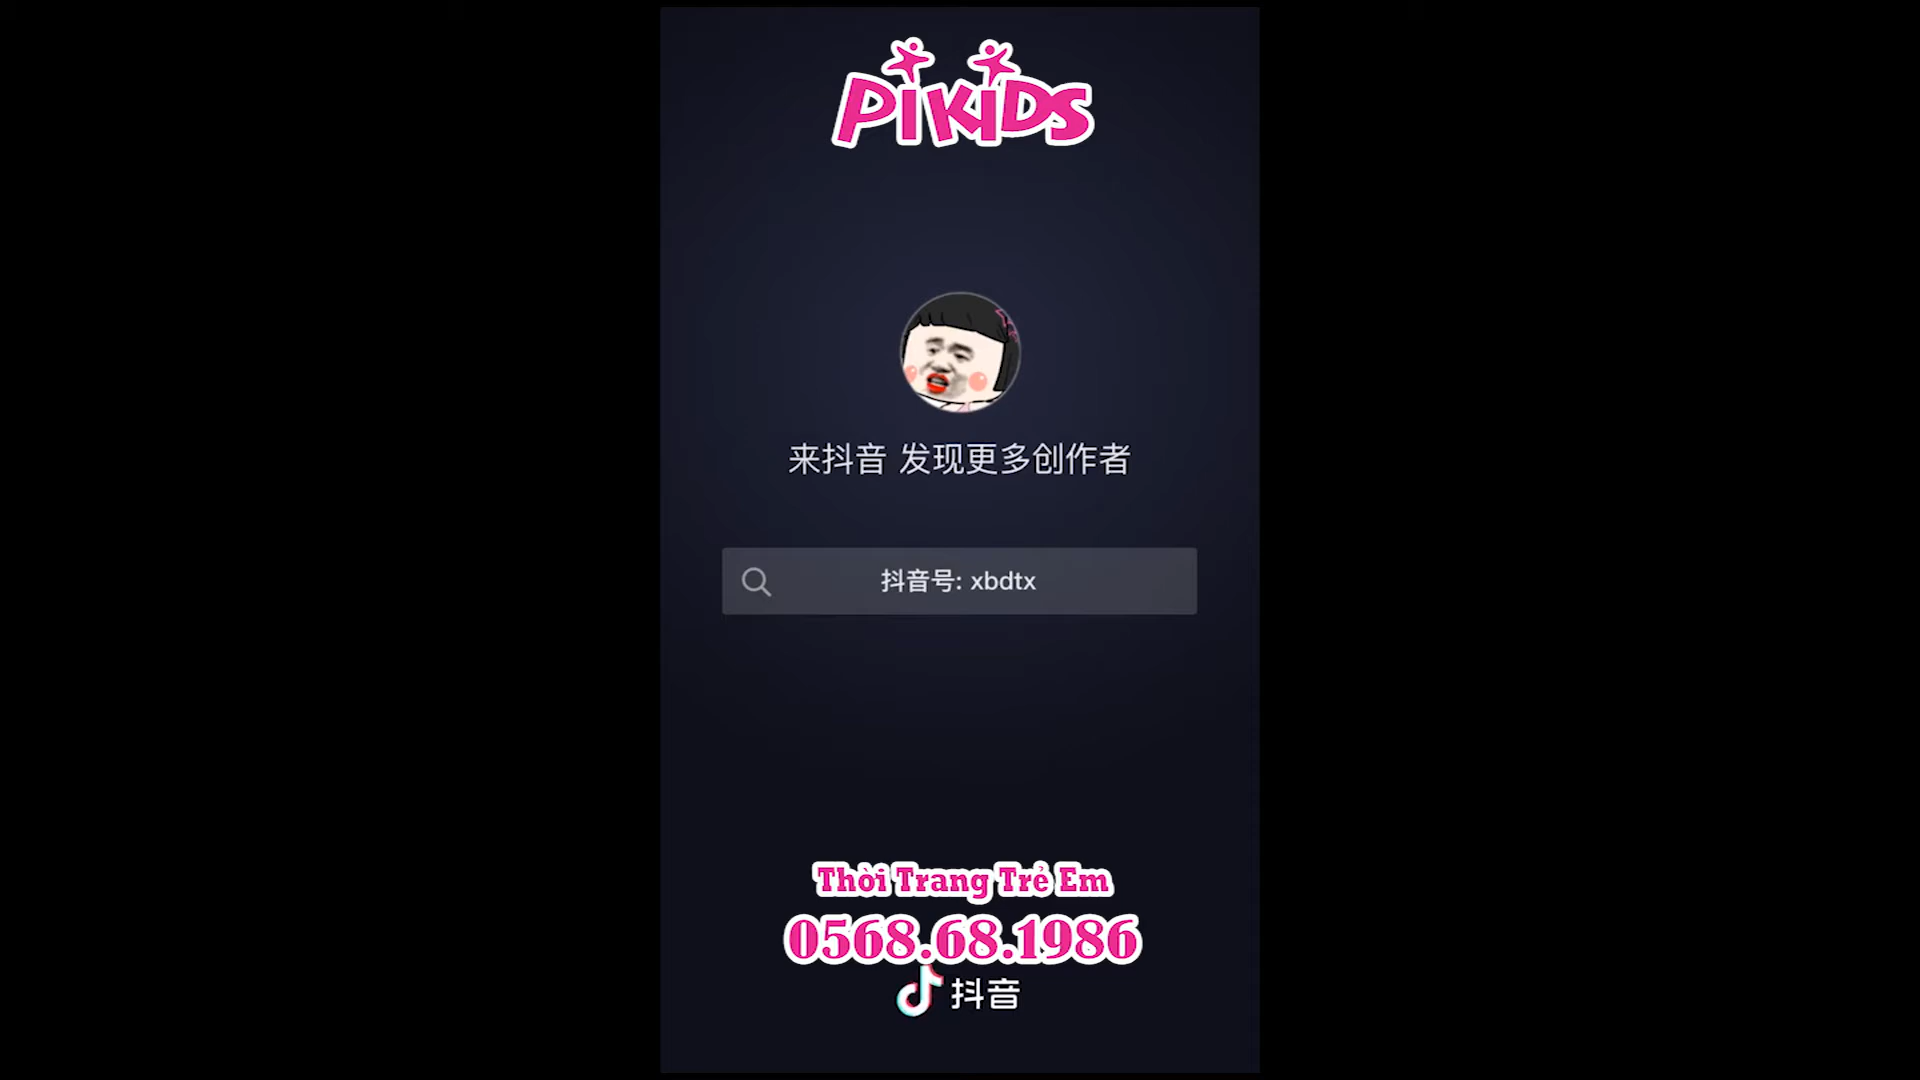 PIKIDS
来抖音 发现更多创作者
抖音号: xbdtx
Thời Trang Trẻ Em
0568.68.1986
抖音